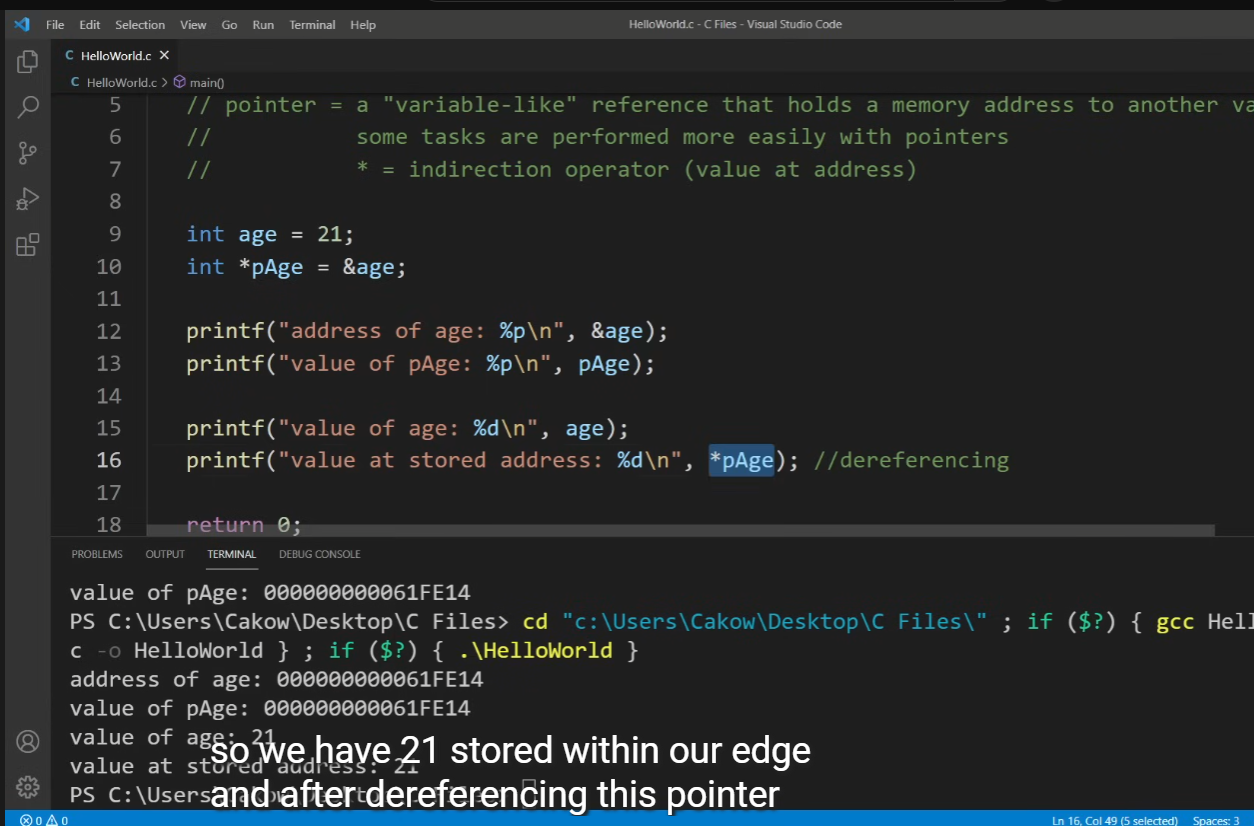 File Edit Selection View Go Run Terminal Help
HelloWorld.c - C Files - Visual Studio Code
C HelloWorld.c ×
C HelloWorld.c > main()
5 // pointer = a "variable-like" reference that holds a memory address to another va
6 // some tasks are performed more easily with pointers
7 // * = indirection operator (value at address)
8
9 int age = 21;
10 int *pAge = &age;
11
12 printf("address of age: %p\n", &age);
13 printf("value of pAge: %p\n", pAge);
14
15 printf("value of age: %d\n", age);
16 printf("value at stored address: %d\n", *pAge); //dereferencing
17
18 return 0;
PROBLEMS OUTPUT TERMINAL DEBUG CONSOLE
value of pAge: 000000000061FE14
PS C:\Users\Cakow\Desktop\C Files> cd "c:\Users\Cakow\Desktop\C Files\" ; if ($?) { gcc Hell
c -o HelloWorld } ; if ($?) { .\HelloWorld }
address of age: 000000000061FE14
value of pAge: 000000000061FE14
value of age: 21
value at stored address: 21
PS C:\Users
so we have 21 stored within our edge
and after dereferencing this pointer
0 0 Ln 16, Col 49 (5 selected) Spaces: 3